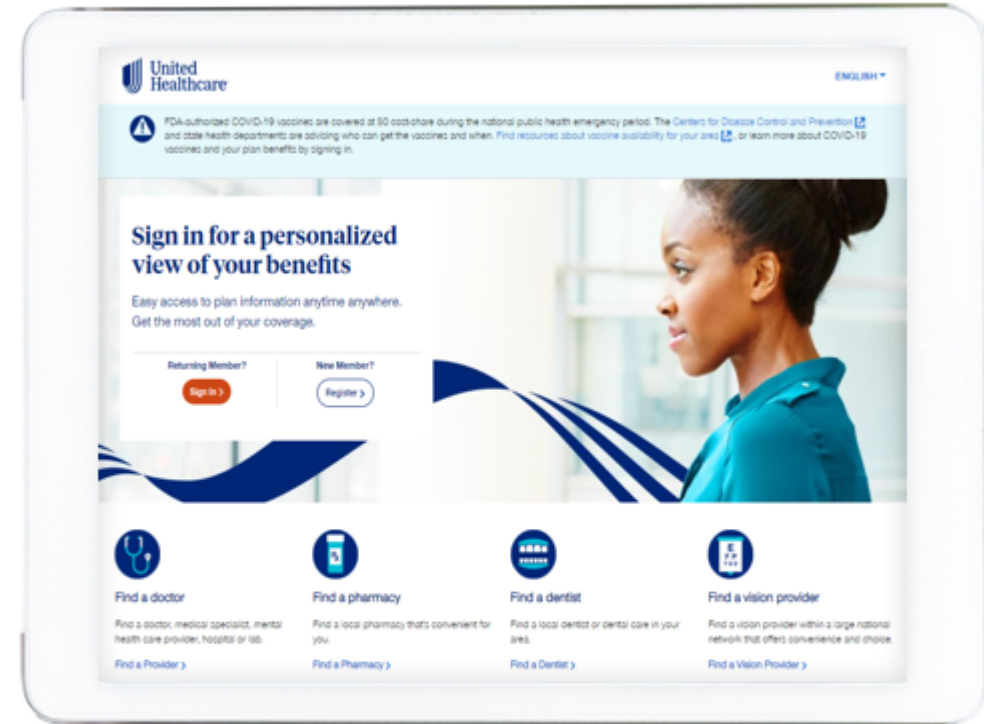 United
Healthcare
ENGLISH
FDA-authorized COVID-19 vaccines are covered at $0 cost-share during the national public health emergency period. The Centers for Disease Control and Prevention
and state health departments are advising who can get the vaccines and when. Find resources about vaccine availability for your area, or learn more about COVID-19
vaccines and your plan benefits by signing in.
Sign in for a personalized
view of your benefits
Easy access to plan information anytime anywhere.
Get the most out of your coverage.
Returning Member? New Member?
Sign In > Register >
Find a doctor Find a pharmacy Find a dentist Find a vision provider
Find a doctor, medical specialist, mental Find a local pharmacy that's convenient for Find a local dentist or dental care in your Find a vision provider within a large national
health care provider, hospital or lab. you. area. network that offers convenience and choice.
Find a Provider > Find a Pharmacy > Find a Dentist > Find a Vision Provider >